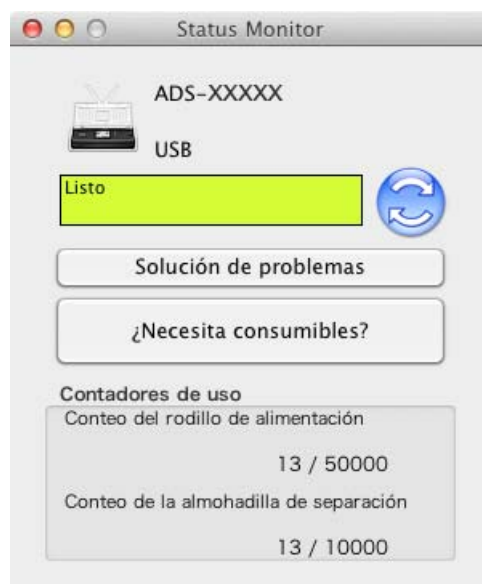 Status Monitor
ADS-XXXXX
USB
Listo
Solución de problemas
¿Necesita consumibles?
Contadores de uso
Conteo del rodillo de alimentación
13 / 50000
Conteo de la almohadilla de separación
13 / 10000